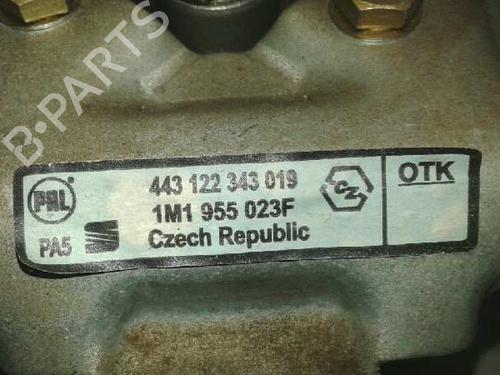 B-PARTS
PAL
443 122 343 019
CZ
OTK
1M1 955 023F
PA5
Czech Republic